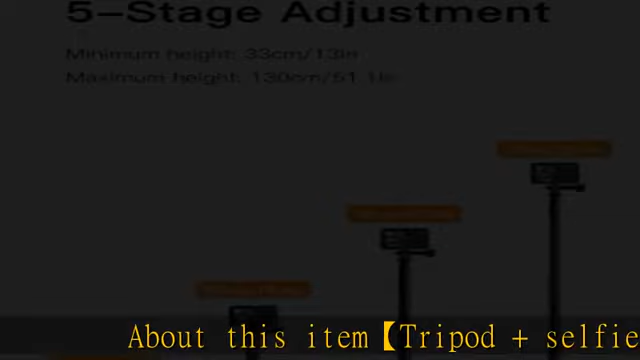 5-Stage Adjustment
Minimum height: 33cm/13in
Maximum height: 130cm/51.1in
About this item【Tripod + selfie